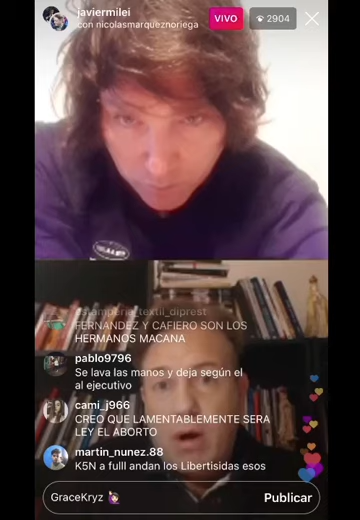 javiermilei
con nicolasmarqueznoriega
VIVO
2904
estamperia_textil_diprest
FERNANDEZ Y CAFIERO SON LOS
HERMANOS MACANA
pablo9796
Se lava las manos y deja según el
al ejecutivo
cami_j966
CREO QUE LAMENTABLEMENTE SERA
LEY EL ABORTO
martin_nunez.88
K5N a fulll andan los Libertisidas esos
GraceKryz 🙋🏻‍♀️
Publicar